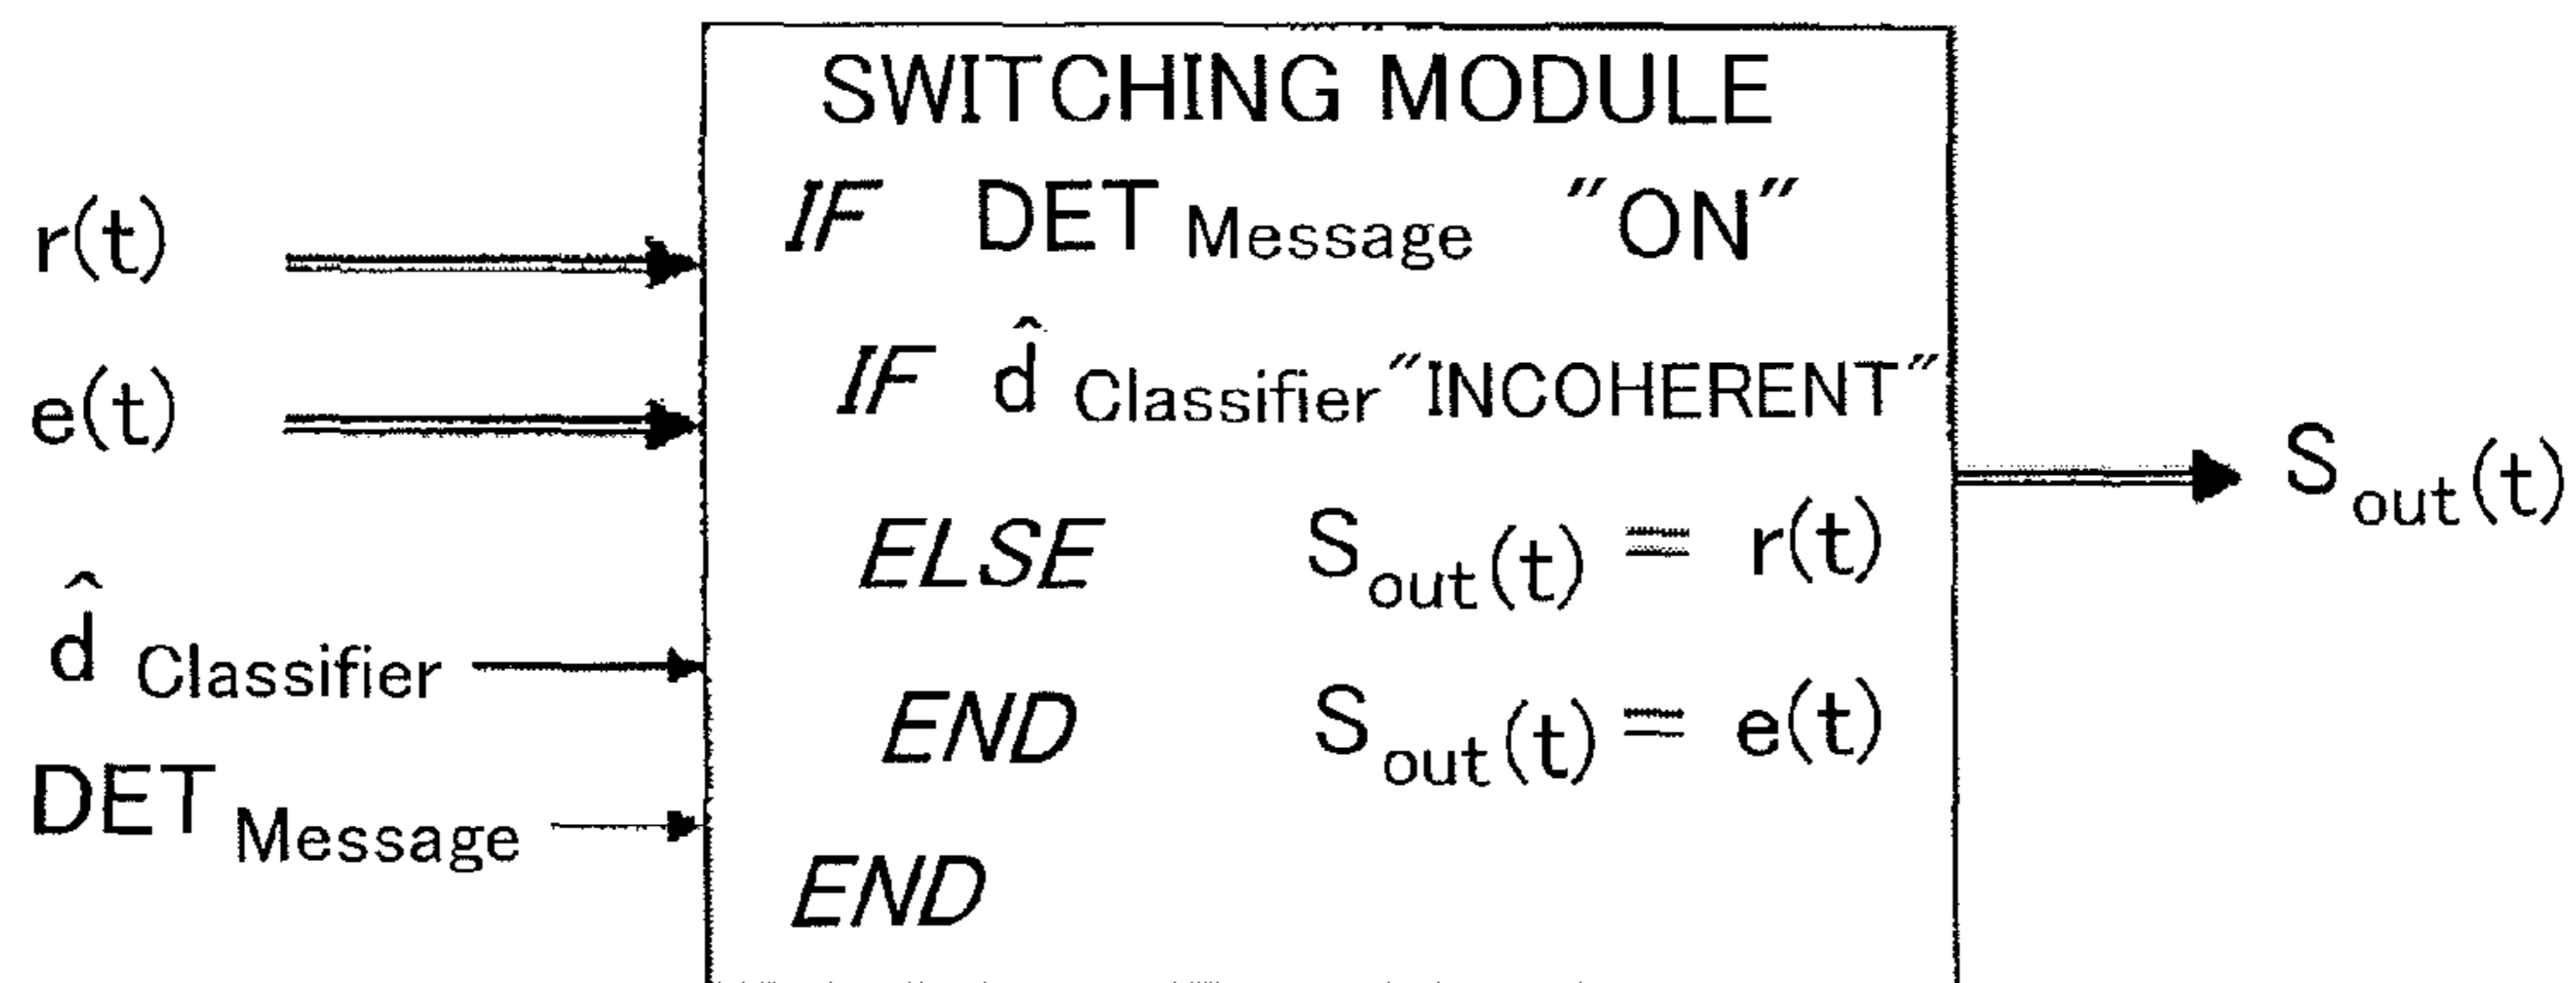 SWITCHING MODULE
r(t)
IF DET Message "ON"
e(t)
IF d̂ Classifier "INCOHERENT"
S out(t)
ELSE S out(t) = r(t)
d̂ Classifier
END S out(t) = e(t)
DET Message
END